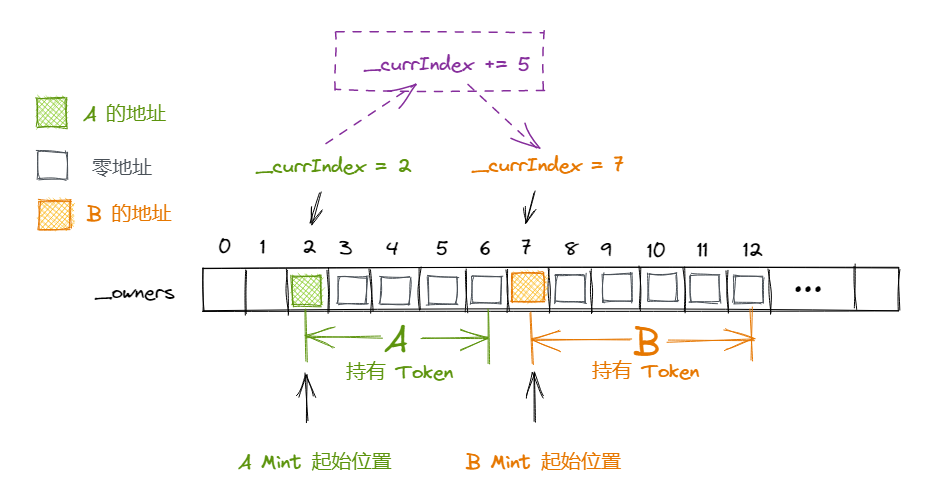 _currIndex += 5
A 的地址
零地址
B 的地址
_currIndex = 2
_currIndex = 7
0 1 2 3 4 5 6 7 8 9 10 11 12
_owners
...
A
持有 Token
B
持有 Token
A Mint 起始位置
B Mint 起始位置